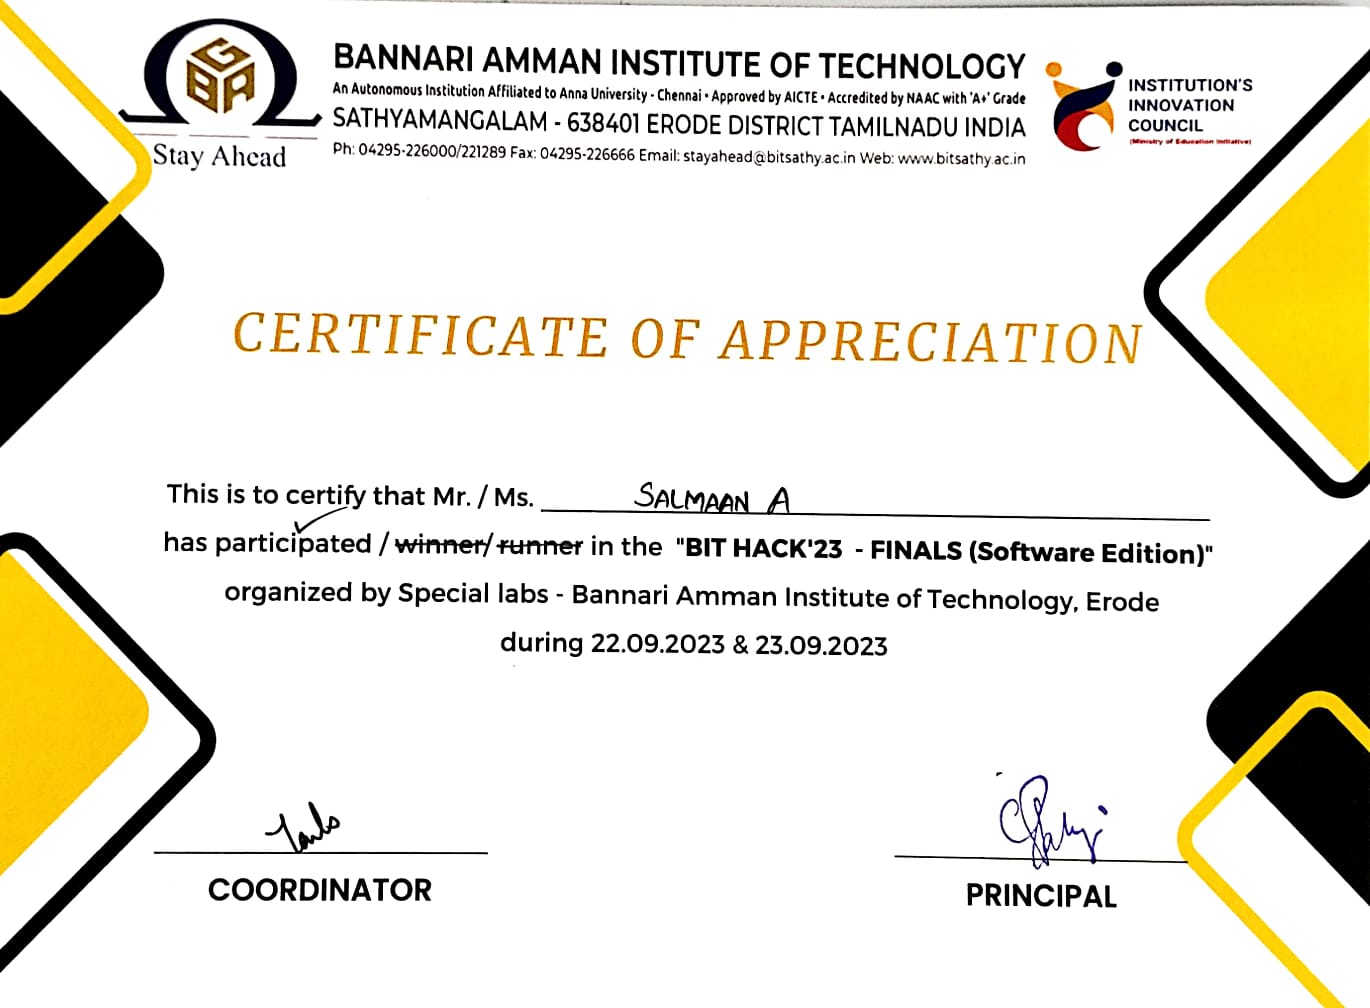 BANNARI AMMAN INSTITUTE OF TECHNOLOGY
An Autonomous Institution Affiliated to Anna University - Chennai • Approved by AICTE • Accredited by NAAC with 'A+' Grade
SATHYAMANGALAM - 638401 ERODE DISTRICT TAMILNADU INDIA
Ph: 04295-226000/221289 Fax: 04295-226666 Email: stayahead@bitsathy.ac.in Web: www.bitsathy.ac.in
BGA
Stay Ahead
INSTITUTION'S
INNOVATION
COUNCIL
(Ministry of Education Initiative)
CERTIFICATE OF APPRECIATION
This is to certify that Mr. / Ms. SALMAAN A
has participated / winner/ runner in the "BIT HACK'23 - FINALS (Software Edition)"
organized by Special labs - Bannari Amman Institute of Technology, Erode
during 22.09.2023 & 23.09.2023
COORDINATOR
PRINCIPAL